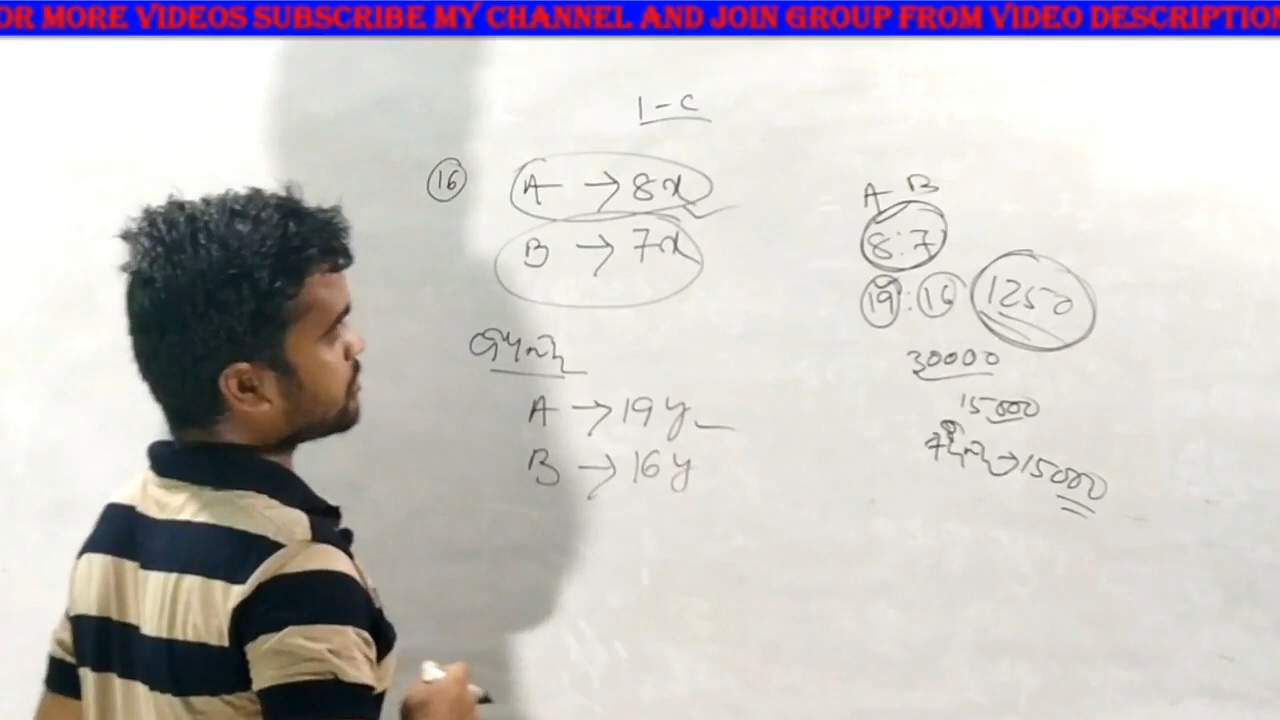 OR MORE VIDEOS SUBSCRIBE MY CHANNEL AND JOIN GROUP FROM VIDEO DESCRIPTION
1-C
16
A → 8x
B → 7x
A → 19y
B → 16y
A B
8:7
19:16 1250
30000
15000
→ 15000